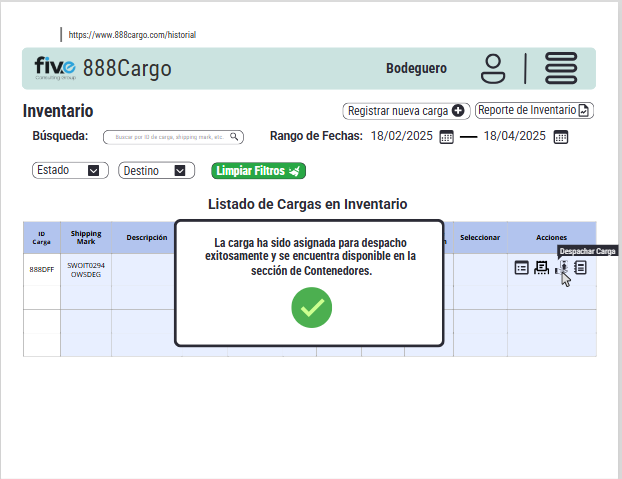 https://www.888cargo.com/historial
five
Consulting Group
888Cargo
Bodeguero
Inventario
Registrar nueva carga
Reporte de Inventario
Búsqueda:
Buscar por ID de carga, shipping mark, etc.
Rango de Fechas:
18/02/2025
18/04/2025
Estado
Destino
Limpiar Filtros
Listado de Cargas en Inventario
ID
Carga
Shipping
Mark
Descripción
n
Seleccionar
Acciones
Despachar Carga
888DFF
SWOIT0294
OWSDEG
La carga ha sido asignada para despacho
exitosamente y se encuentra disponible en la
sección de Contenedores.